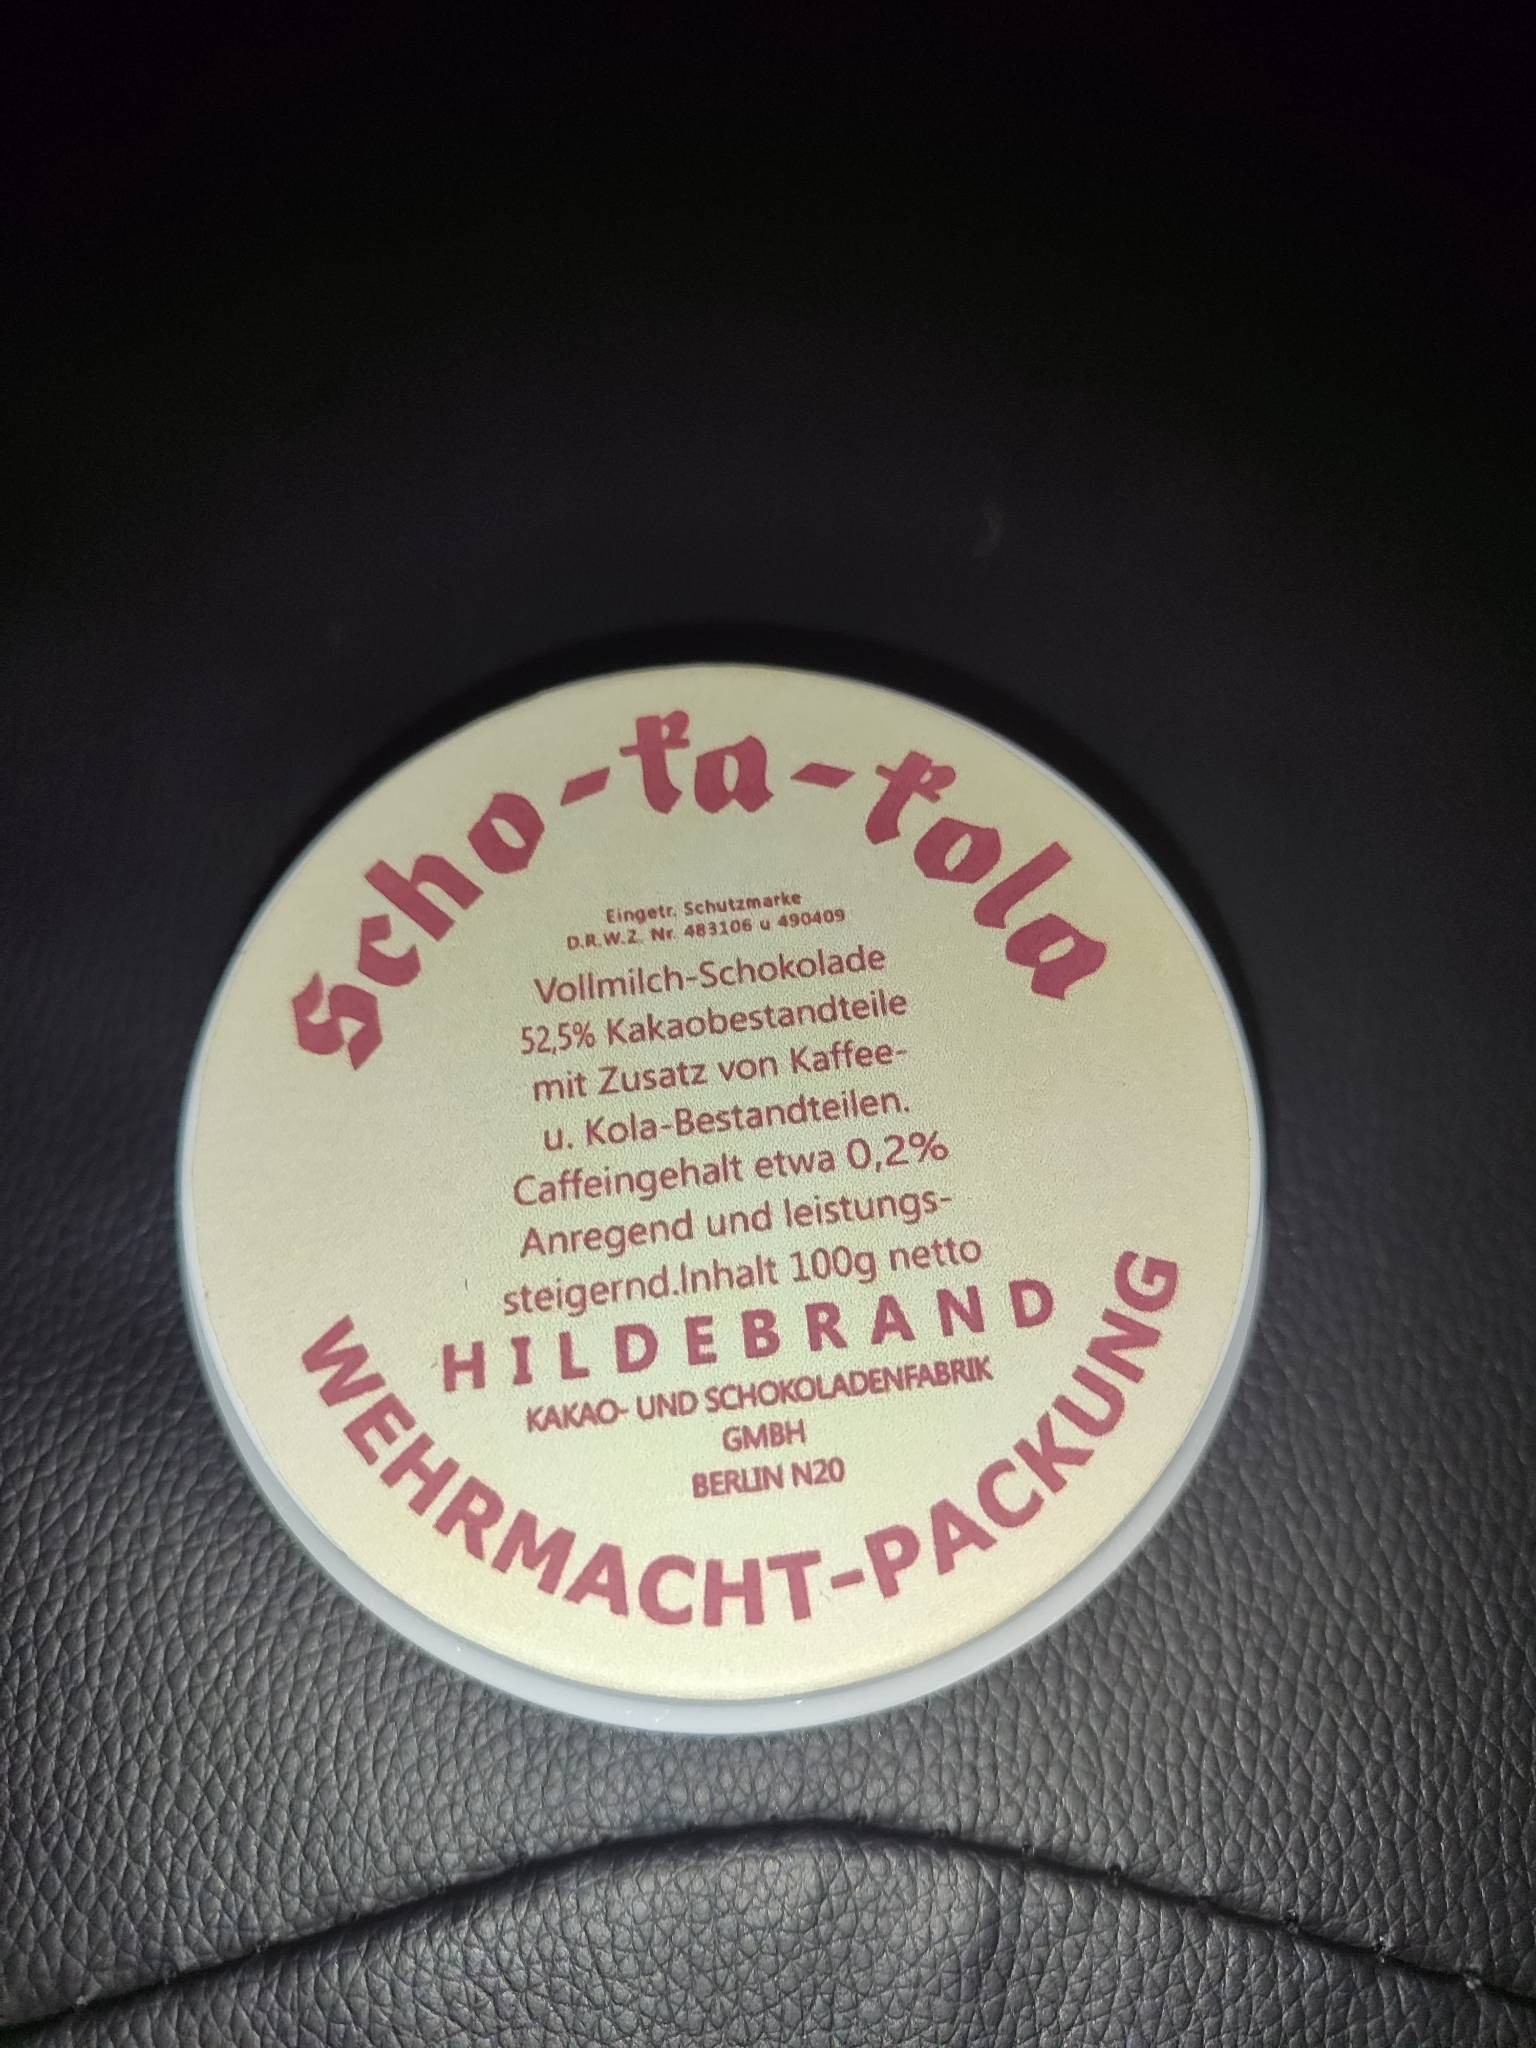 Scho-ka-kola
Eingetr. Schutzmarke
D.R.W.Z. Nr. 483106 u 490409
Vollmilch-Schokolade
52,5% Kakaobestandteile
mit Zusatz von Kaffee-
u. Kola-Bestandteilen.
Caffeingehalt etwa 0,2%
Anregend und leistungs-
steigernd.Inhalt 100g netto
HILDEBRAND
KAKAO- UND SCHOKOLADENFABRIK
GMBH
BERLIN N20
WEHRMACHT-PACKUNG